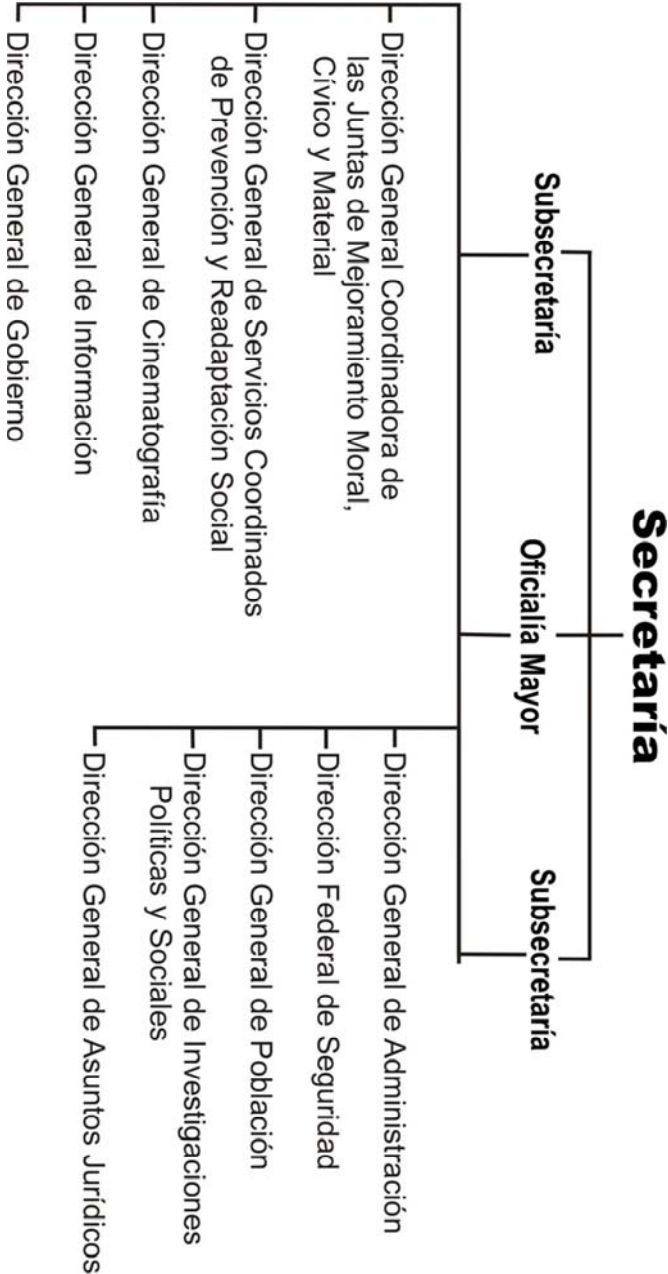 Secretaría
Subsecretaría
Oficialía Mayor
Subsecretaría
Dirección General Coordinadora de
las Juntas de Mejoramiento Moral,
Cívico y Material
Dirección General de Servicios Coordinados
de Prevención y Readaptación Social
Dirección General de Cinematografía
Dirección General de Información
Dirección General de Gobierno
Dirección General de Administración
Dirección Federal de Seguridad
Dirección General de Población
Dirección General de Investigaciones
Políticas y Sociales
Dirección General de Asuntos Jurídicos